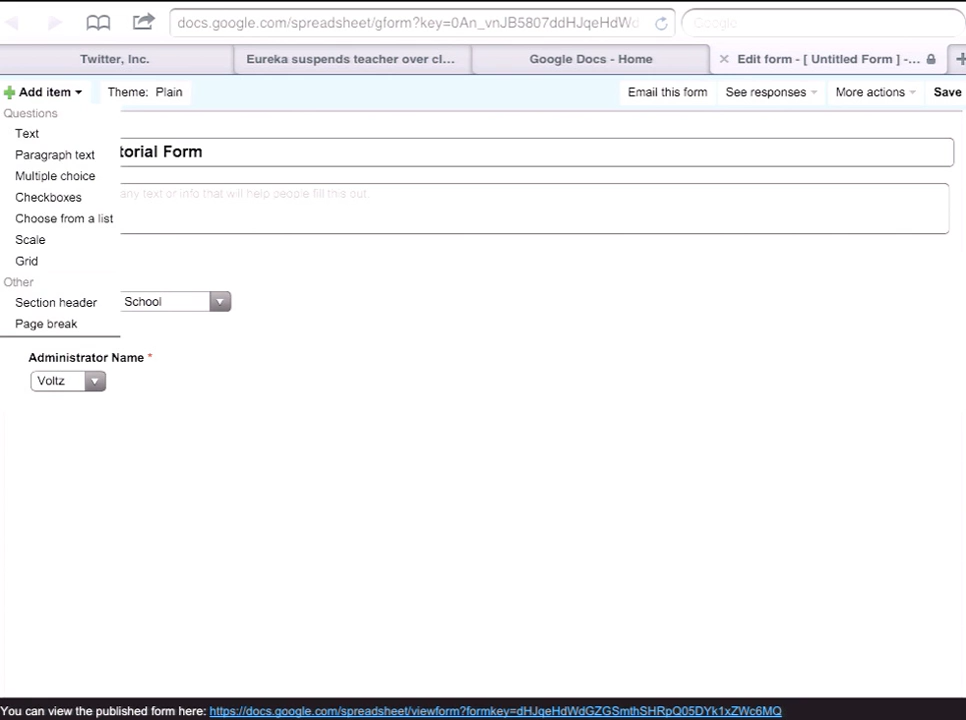 docs.google.com/spreadsheet/gform?key=0An_vnJB5807ddHJqeHdWd
Google
Twitter, Inc.
Eureka suspends teacher over cl...
Google Docs - Home
Edit form - [ Untitled Form ] -...
Add item
Theme: Plain
Email this form
See responses
More actions
Save
Questions
Text
torial Form
Paragraph text
Multiple choice
Checkboxes
any text or info that will help people fill this out.
Choose from a list
Scale
Grid
Other
Section header
School
Page break
Administrator Name *
Voltz
You can view the published form here: https://docs.google.com/spreadsheet/viewform?formkey=dHJqeHdWdGZGSmthSHRpQ05DYk1xZWc6MQ